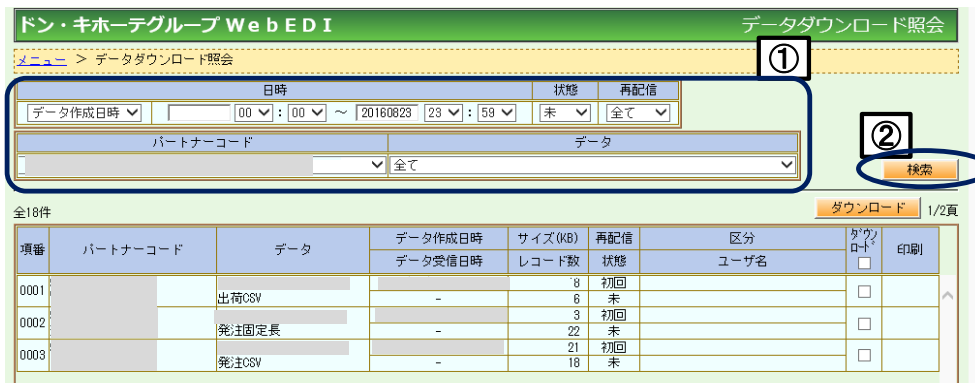 ドン・キホーテグループ WebEDI データダウンロード照会
メニュー > データダウンロード照会
①
日時 状態 再配信
データ作成日時 00 : 00 ～ 20160823 23 : 59 未 全て
②
パートナーコード データ
全て 検索
全18件 ダウンロード 1/2頁
項番 パートナーコード データ データ作成日時 サイズ(KB) 再配信 区分 ダウンロード 印刷
データ受信日時 レコード数 状態 ユーザ名
0001 8 初回
出荷CSV - 6 未
0002 3 初回
発注固定長 - 22 未
0003 21 初回
発注CSV - 18 未